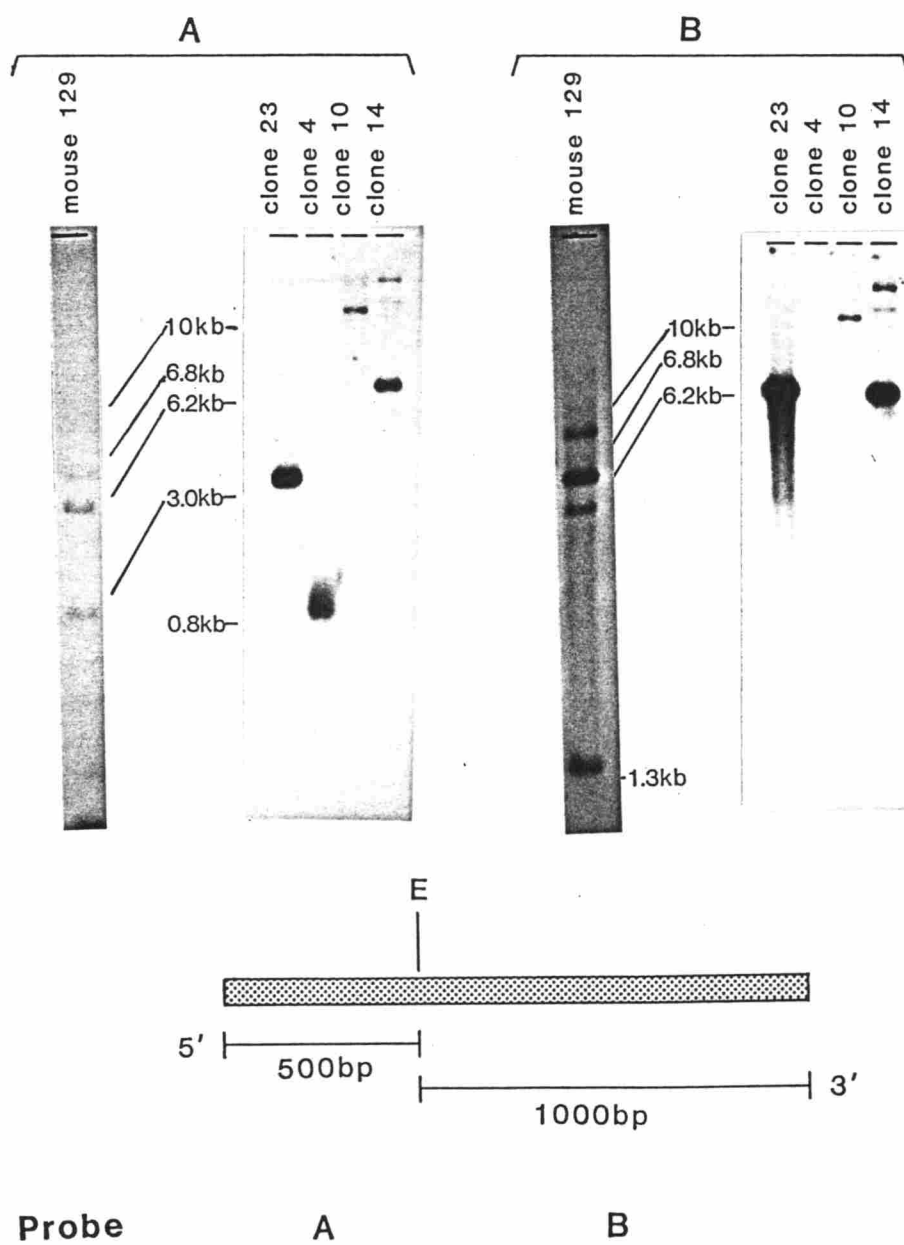 A
B
mouse 129
clone 23
clone 4
clone 10
clone 14
mouse 129
clone 23
clone 4
clone 10
clone 14
10kb
6.8kb
6.2kb
3.0kb
0.8kb
10kb
6.8kb
6.2kb
1.3kb
E
5'
500bp
1000bp
3'
Probe A B